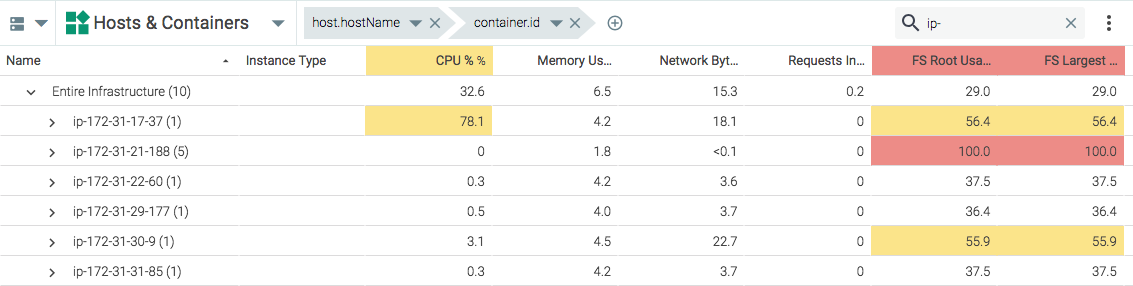 Hosts & Containers host.hostName container.id ip-
Name Instance Type CPU % % Memory Us... Network Byt... Requests In... FS Root Usa... FS Largest ...
Entire Infrastructure (10) 32.6 6.5 15.3 0.2 29.0 29.0
ip-172-31-17-37 (1) 78.1 4.2 18.1 0 56.4 56.4
ip-172-31-21-188 (5) 0 1.8 <0.1 0 100.0 100.0
ip-172-31-22-60 (1) 0.3 4.2 3.6 0 37.5 37.5
ip-172-31-29-177 (1) 0.5 4.0 3.7 0 36.4 36.4
ip-172-31-30-9 (1) 3.1 4.5 22.7 0 55.9 55.9
ip-172-31-31-85 (1) 0.3 4.2 3.7 0 37.5 37.5